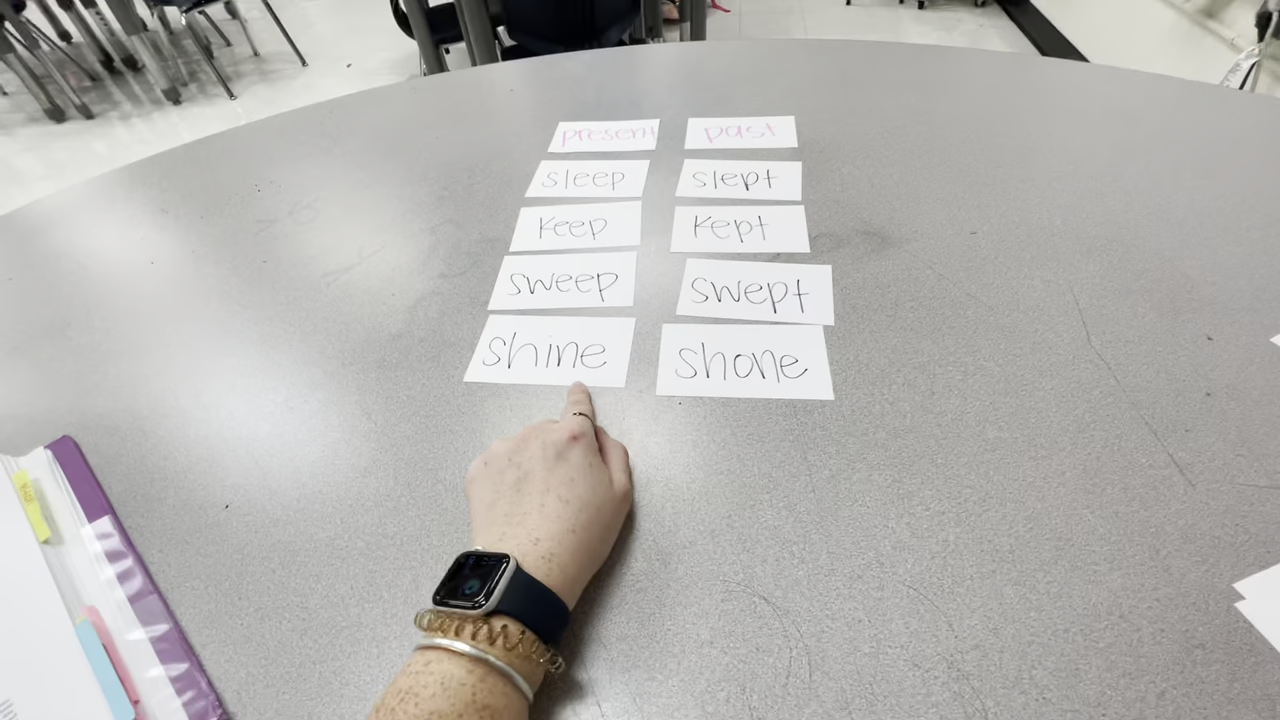 present past
sleep slept
Keep Kept
sweep swept
shine shone